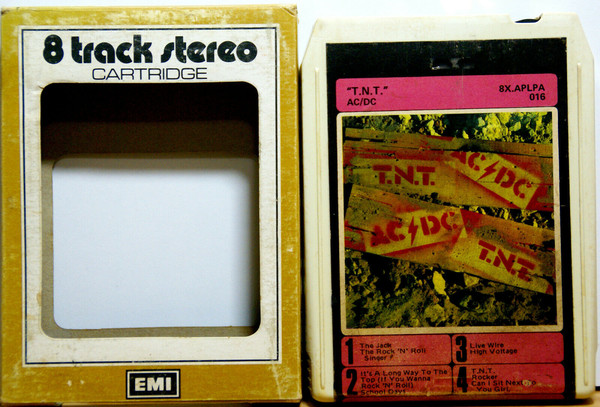 8 track stereo
CARTRIDGE
EMI
"T.N.T."
AC/DC
8X.APLPA
016
T.N.T.
AC/DC
AC/DC
T.N.T.
1 The Jack
The Rock 'N' Roll
Singer
2 It's A Long Way To The
Top (If You Wanna
Rock 'N' Roll)
School Days
3 Live Wire
High Voltage
4 T.N.T.
Rocker
Can I Sit Next To
You Girl